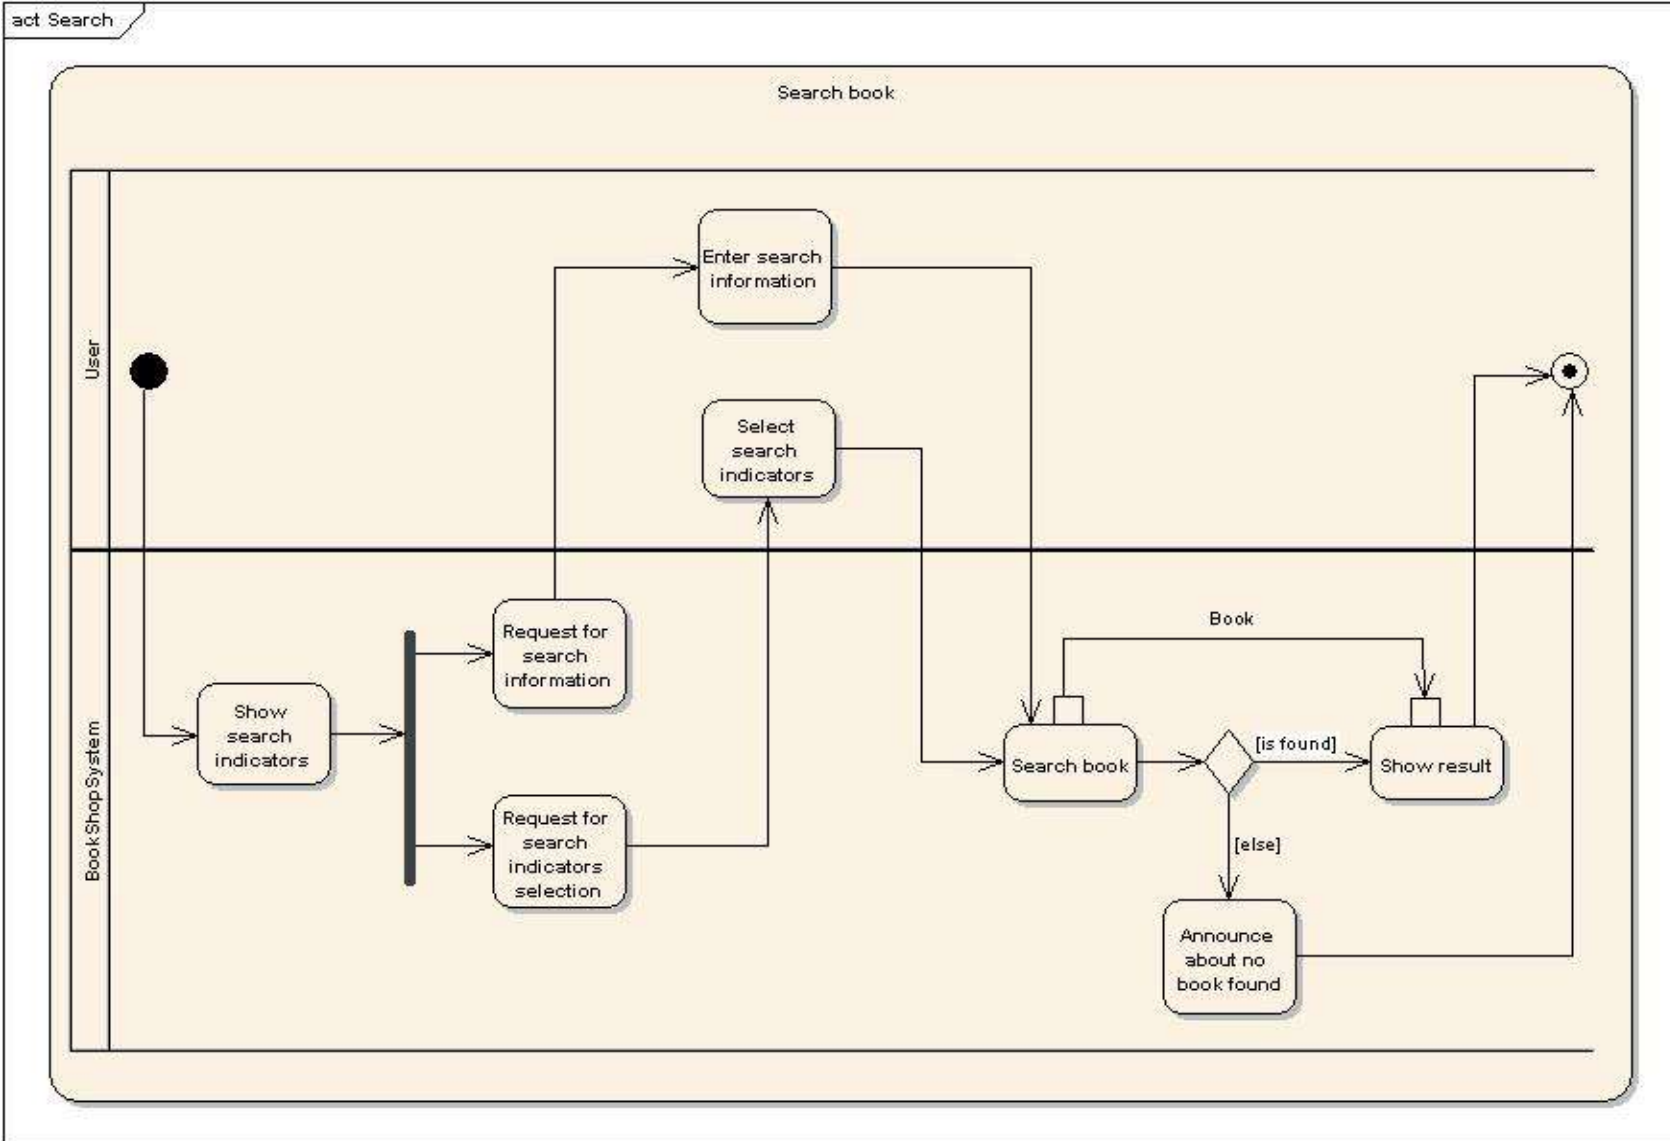 act Search
Search book
User
Enter search
information
Select
search
indicators
BookShopSystem
Show
search
indicators
Request for
search
information
Request for
search
indicators
selection
Book
Search book
[is found]
Show result
[else]
Announce
about no
book found